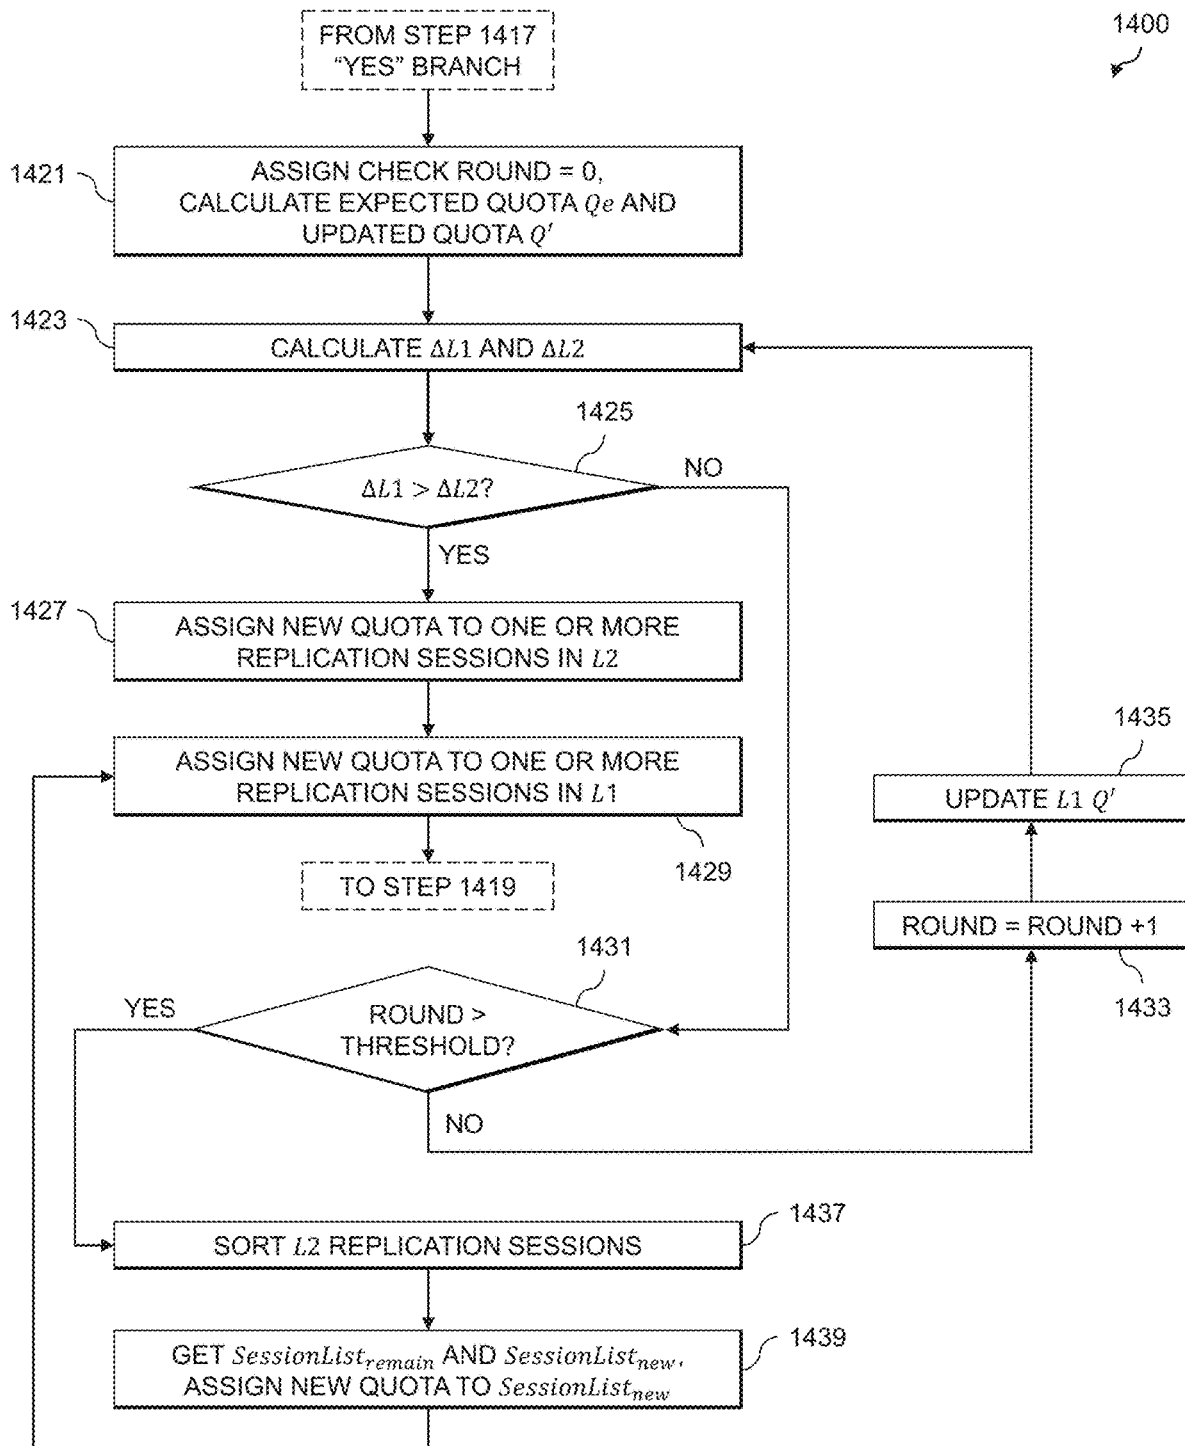 FROM STEP 1417
“YES” BRANCH
1400
1421
ASSIGN CHECK ROUND = 0,
CALCULATE EXPECTED QUOTA Qe AND
UPDATED QUOTA Q′
1423
CALCULATE ΔL1 AND ΔL2
1425
ΔL1 > ΔL2?
NO
YES
1427
ASSIGN NEW QUOTA TO ONE OR MORE
REPLICATION SESSIONS IN L2
ASSIGN NEW QUOTA TO ONE OR MORE
REPLICATION SESSIONS IN L1
1429
TO STEP 1419
1435
UPDATE L1 Q′
ROUND = ROUND +1
1433
1431
YES
ROUND >
THRESHOLD?
NO
1437
SORT L2 REPLICATION SESSIONS
1439
GET SessionList_remain AND SessionList_new,
ASSIGN NEW QUOTA TO SessionList_new